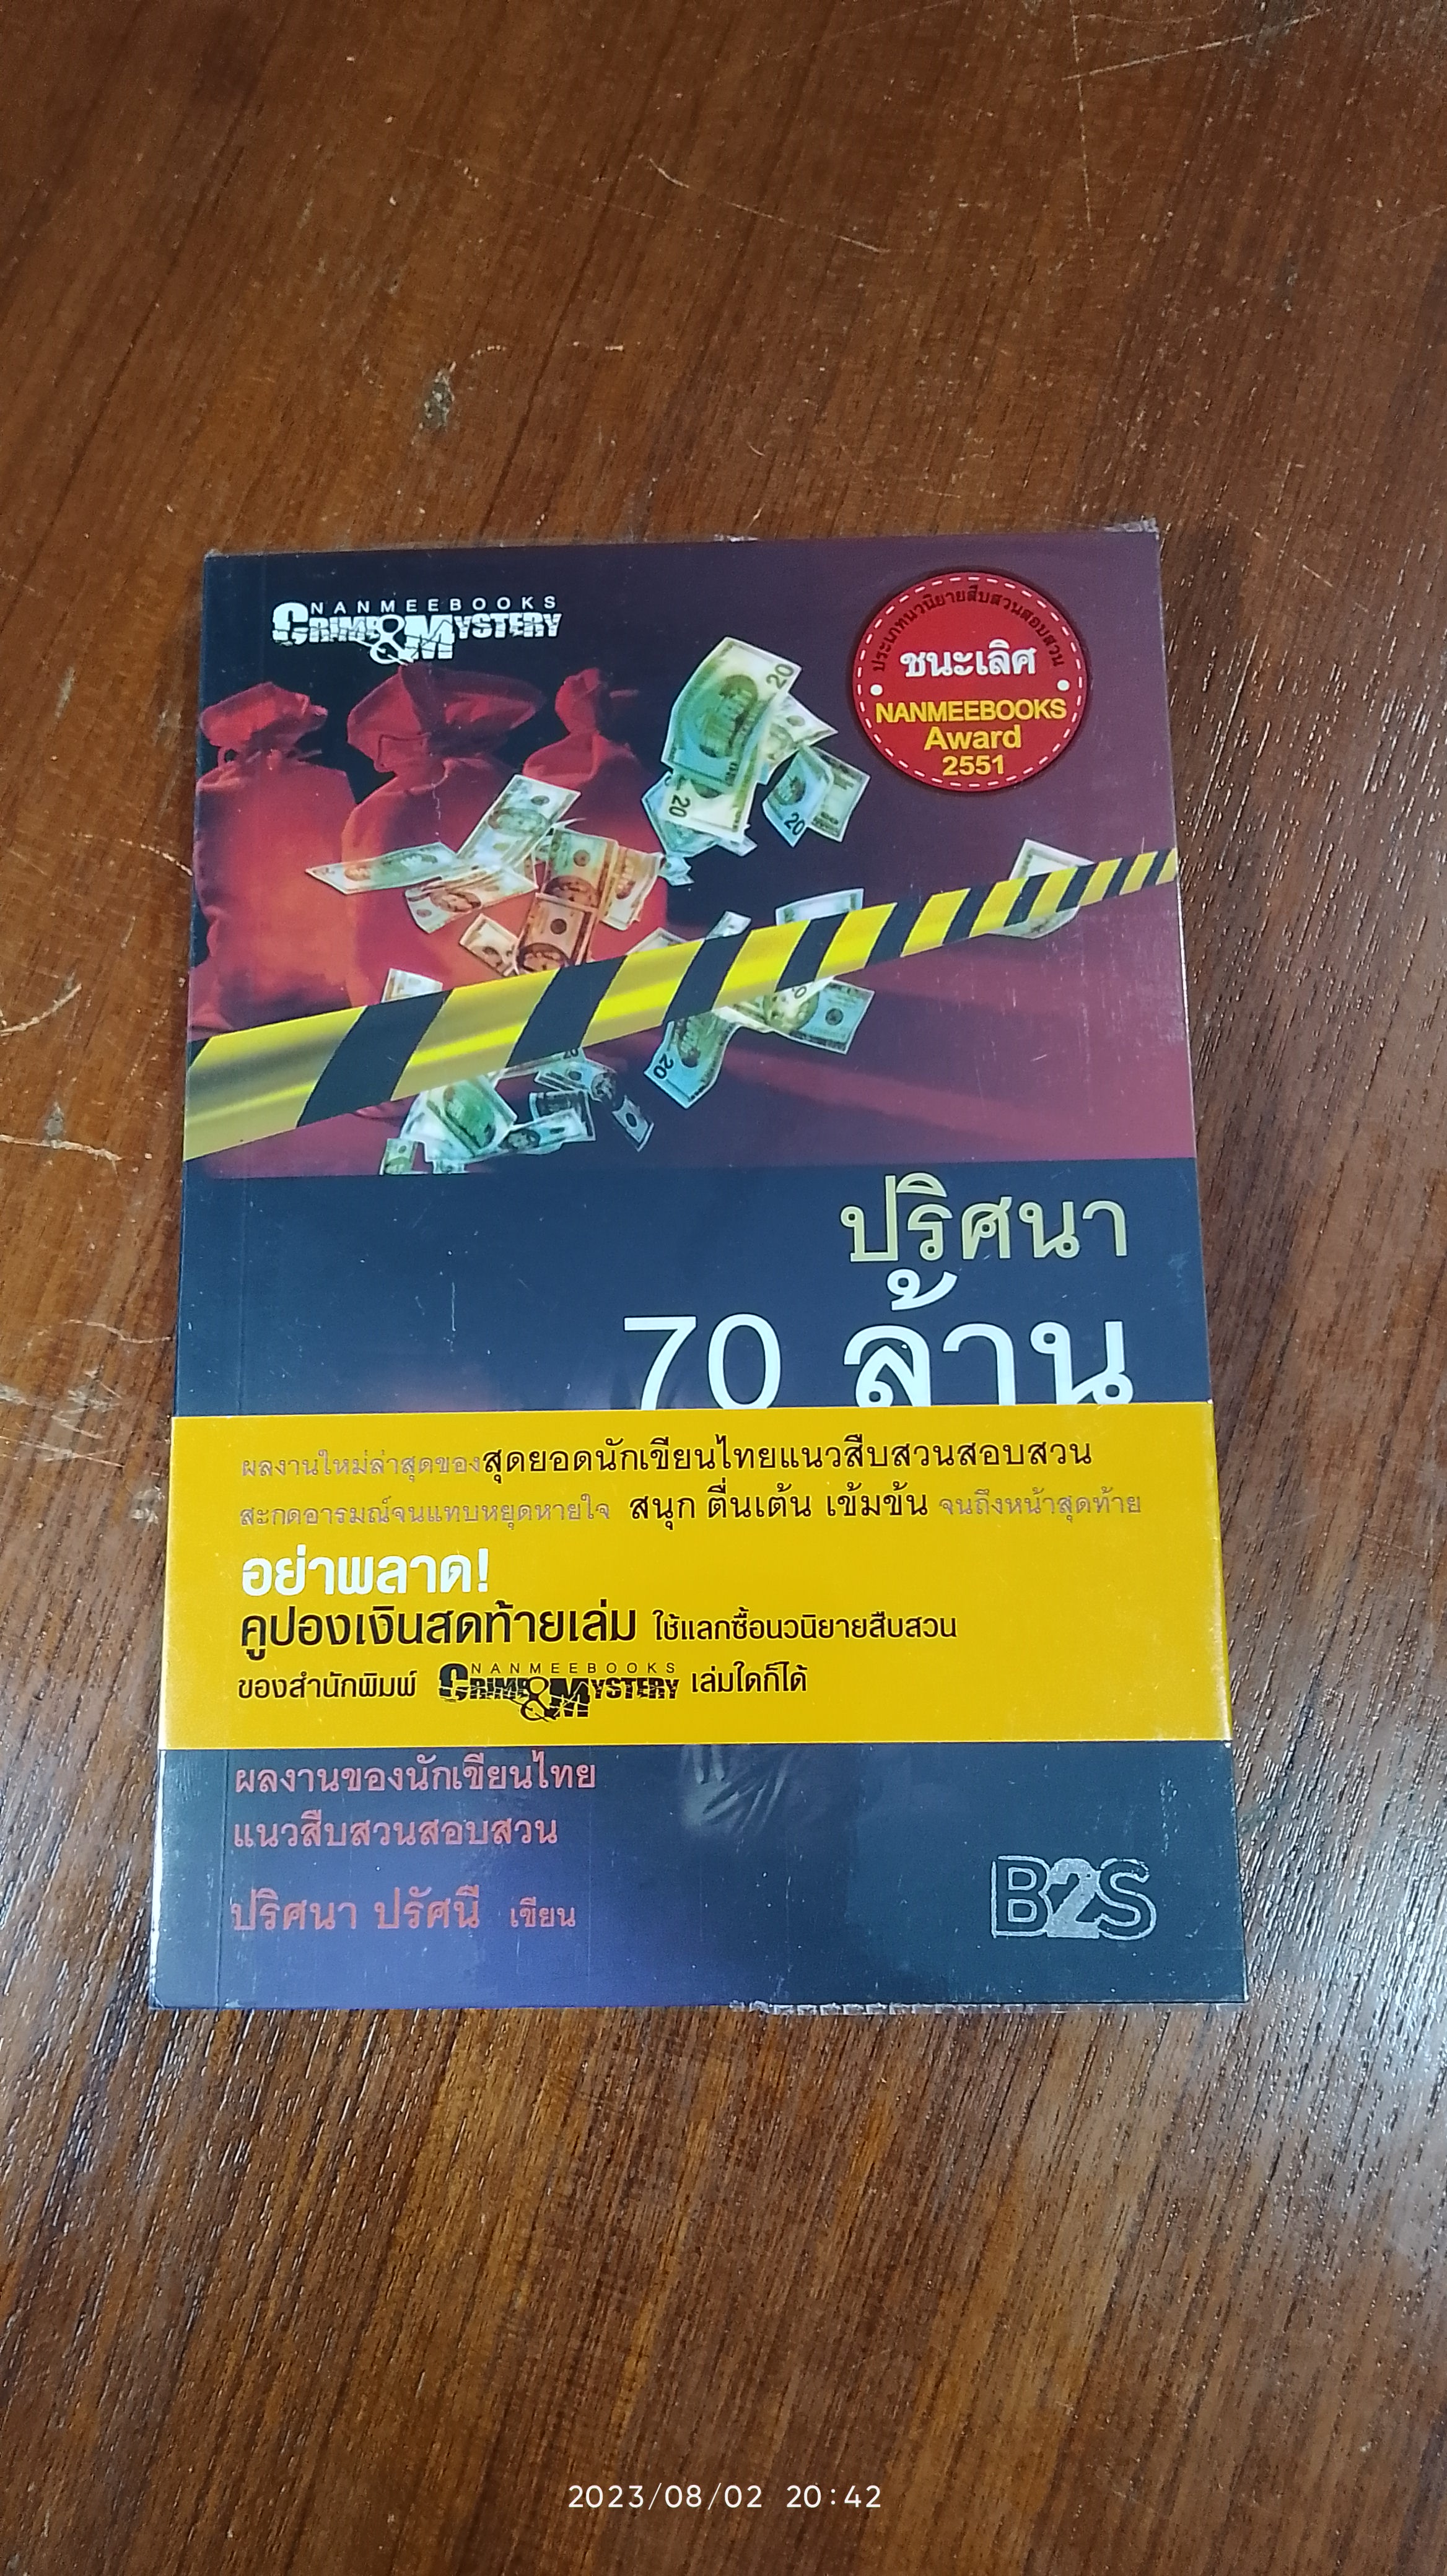 NANMEEBOOKS
CRIME&MYSTERY
ประเภทนวนิยายสืบสวนสอบสวน
ชนะเลิศ
NANMEEBOOKS
Award
2551
20
20
20
20
ปริศนา
70 ล้าน
ผลงานใหม่ล่าสุดของสุดยอดนักเขียนไทยแนวสืบสวนสอบสวน
สะกดอารมณ์จนแทบหยุดหายใจ สนุก ตื่นเต้น เข้มข้น จนถึงหน้าสุดท้าย
อย่าพลาด!
คูปองเงินสดท้ายเล่ม ใช้แลกซื้อนวนิยายสืบสวน
ของสำนักพิมพ์ NANMEEBOOKS CRIME&MYSTERY เล่มใดก็ได้
ผลงานของนักเขียนไทย
แนวสืบสวนสอบสวน
ปริศนา ปรัศนี เขียน
B2S
2023/08/02 20:42